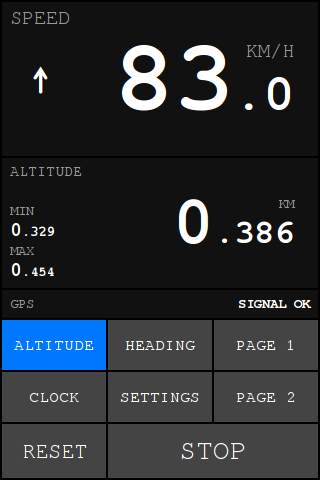 SPEED
KM/H
↑ 83.0
ALTITUDE
MIN
0.329
MAX
0.454
KM
0.386
GPS SIGNAL OK
ALTITUDE HEADING PAGE 1
CLOCK SETTINGS PAGE 2
RESET STOP